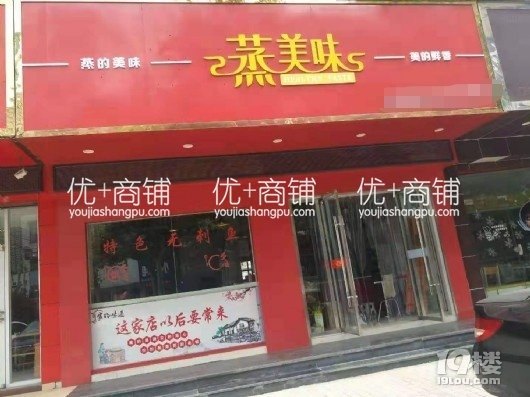 蒸的美味
蒸美味
美的鲜香
HEALTHY TASTE
优+商铺 优+商铺 优+商铺
youjiashangpu.com youjiashangpu.com youjiashangpu.com
特色无刺鱼
这家店以后要常来
19楼
19lou.com